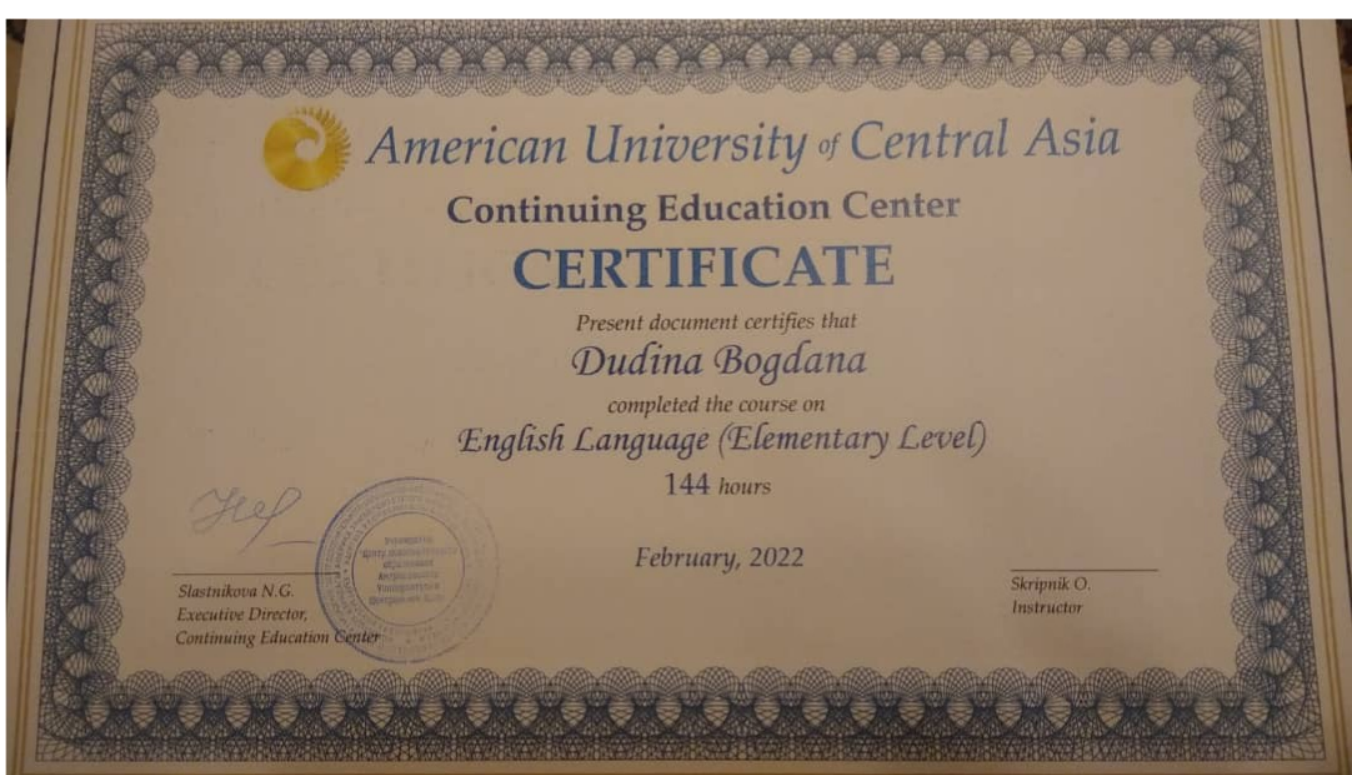 American University of Central Asia
Continuing Education Center
CERTIFICATE
Present document certifies that
Dudina Bogdana
completed the course on
English Language (Elementary Level)
144 hours
February, 2022
Slastnikova N.G.
Executive Director,
Continuing Education Center
Skripnik O.
Instructor